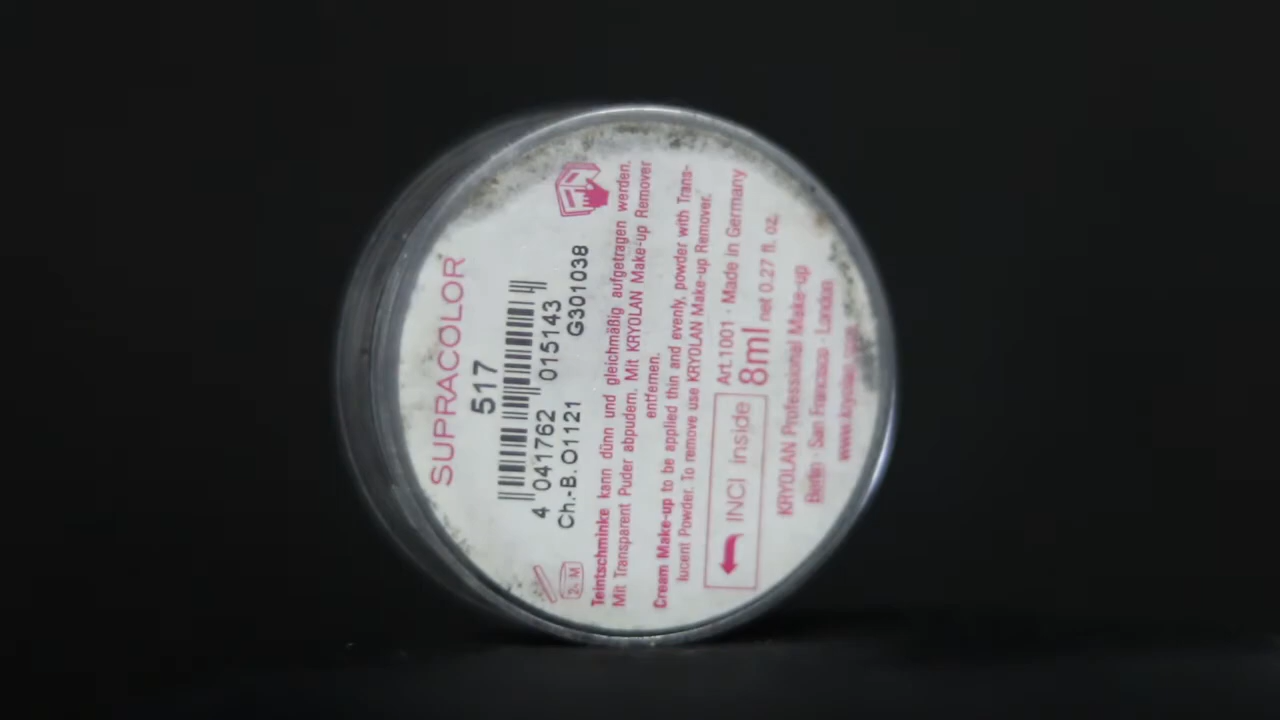 SUPRACOLOR
517
4 041762 015143
Ch.-B. O1121 G301038
Teintschminke kann dünn und gleichmäßig aufgetragen werden.
Mit Transparent Puder abpudern. Mit KRYOLAN Make-up Remover
entfernen.
Cream Make-up to be applied thin and evenly, powder with Trans-
lucent Powder. To remove use KRYOLAN Make-up Remover.
INCI inside
Art.1001 · Made in Germany
8ml net 0.27 fl. oz.
KRYOLAN Professional Make-up
Berlin · San Francisco · London